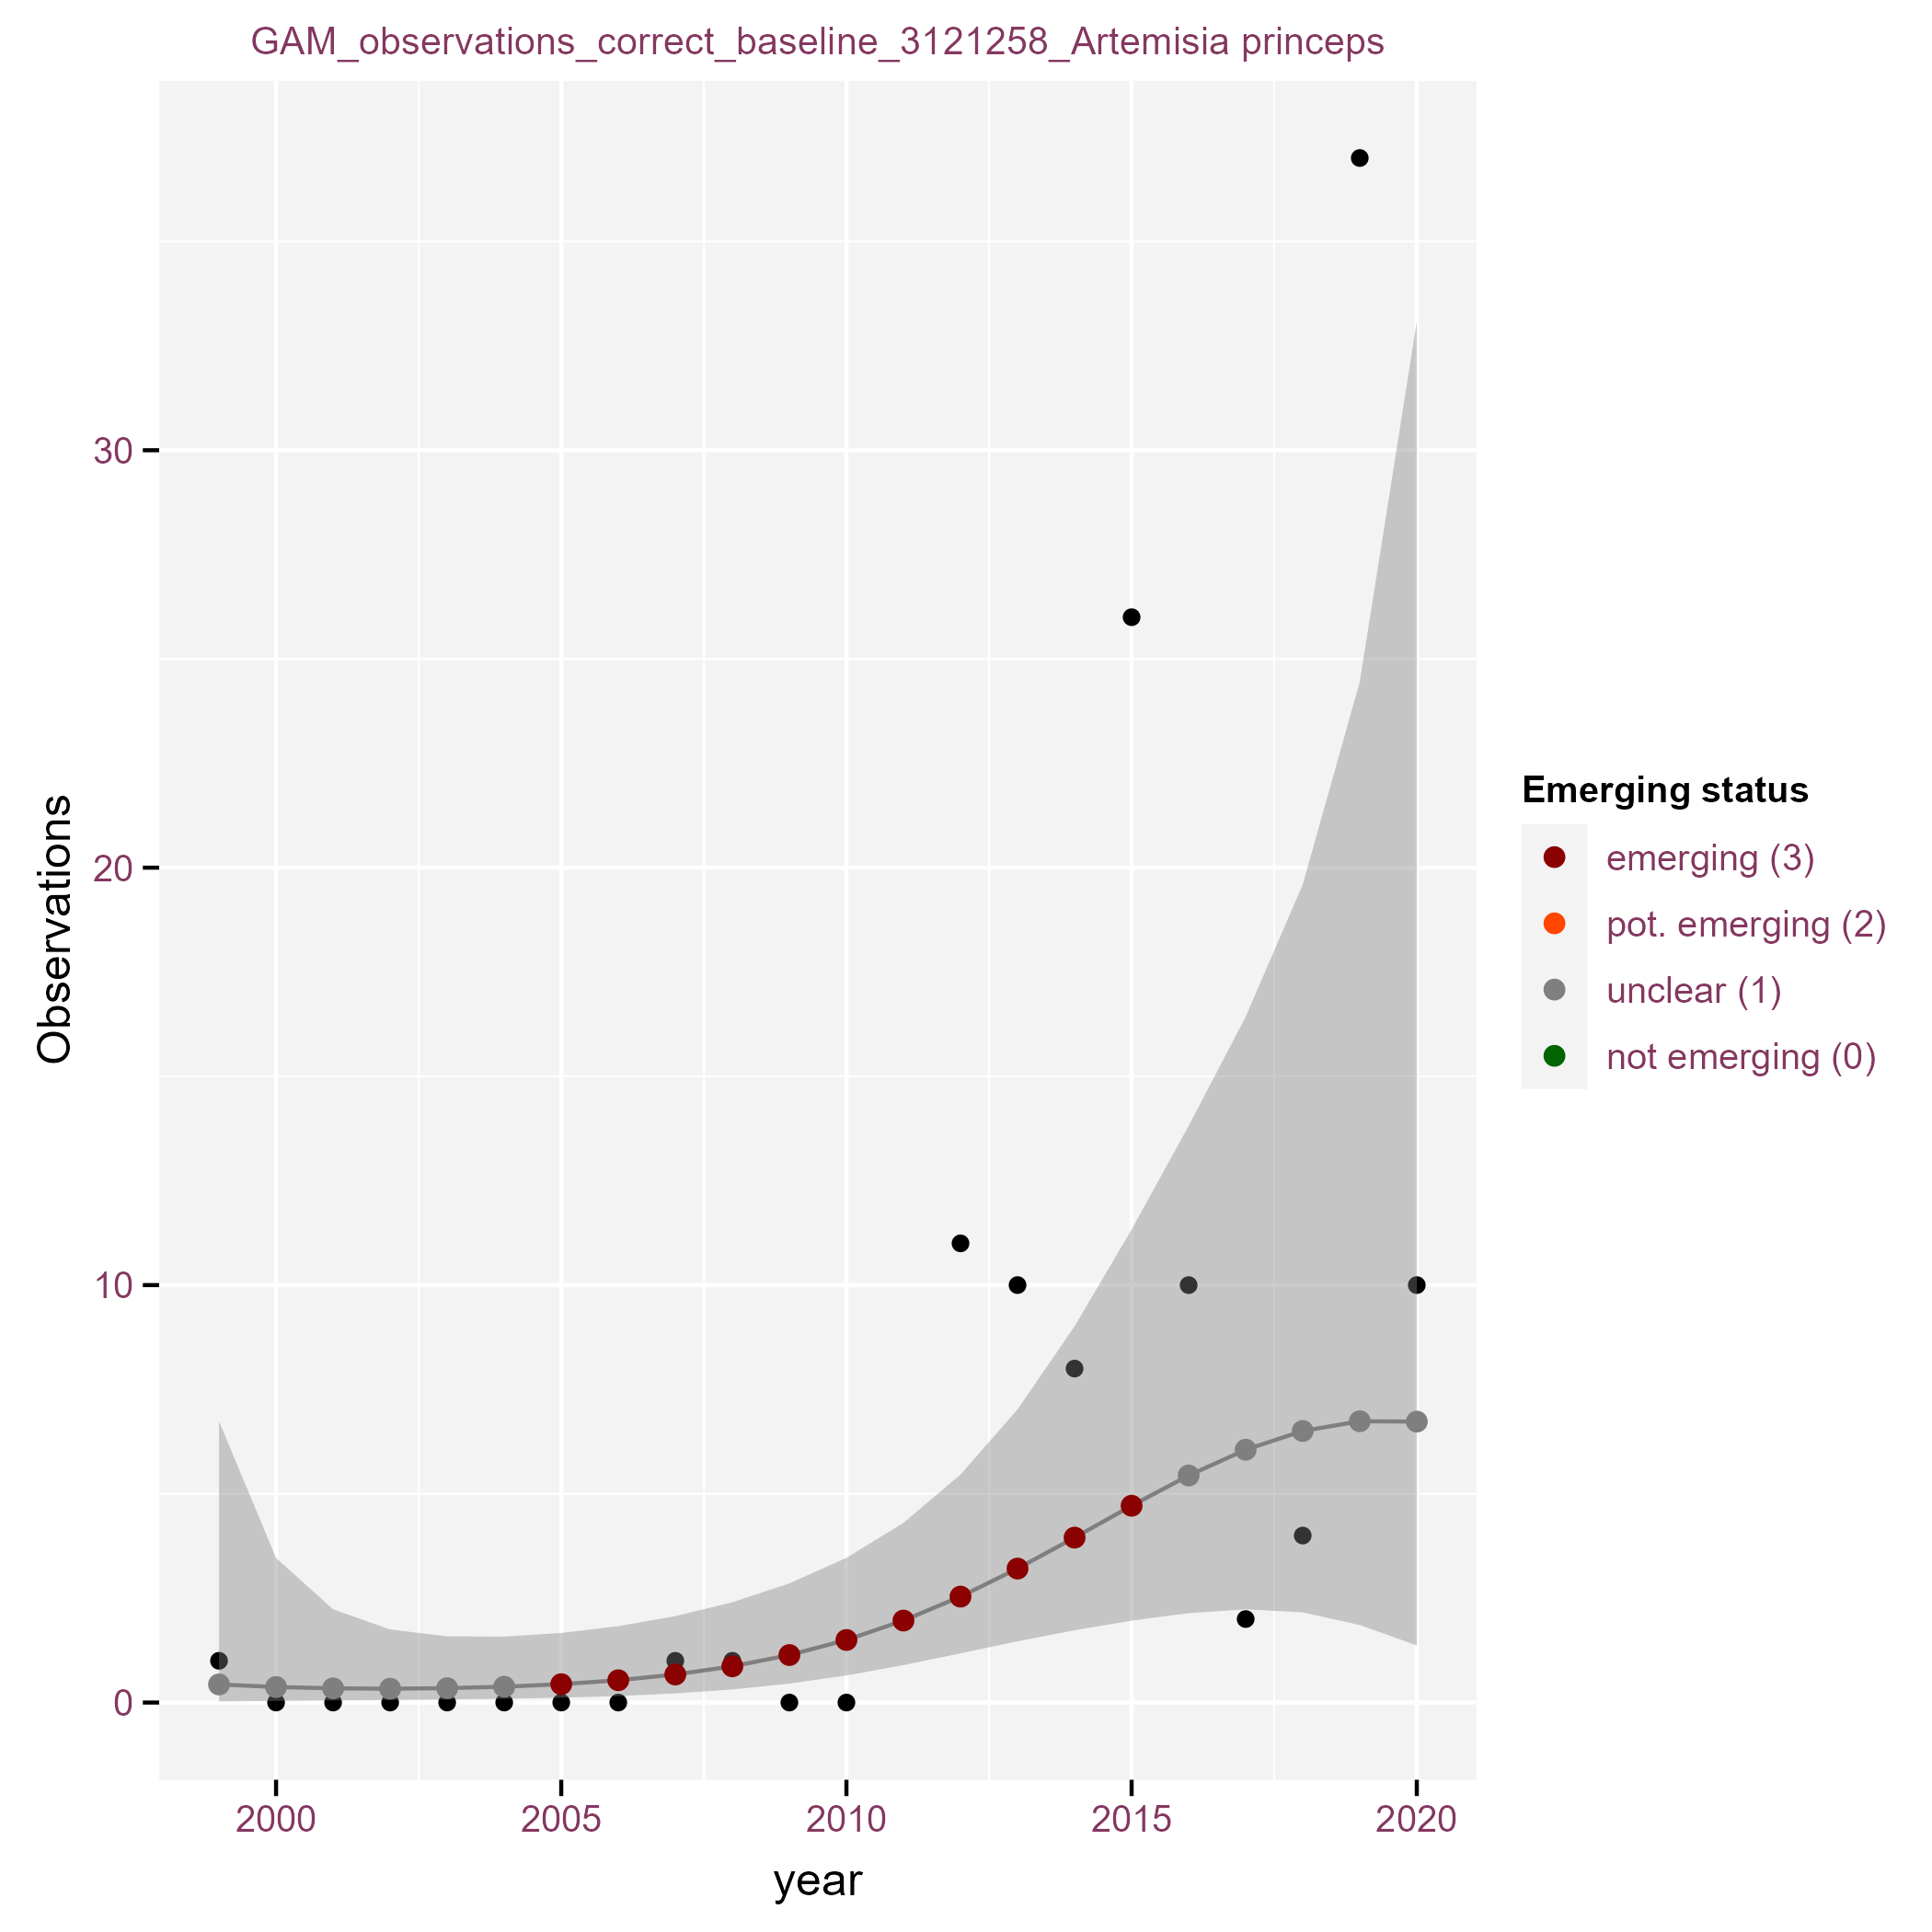 GAM_observations_correct_baseline_3121258_Artemisia princeps
Observations
30
20
10
0
2000
2005
2010
2015
2020
year
Emerging status
emerging (3)
pot. emerging (2)
unclear (1)
not emerging (0)